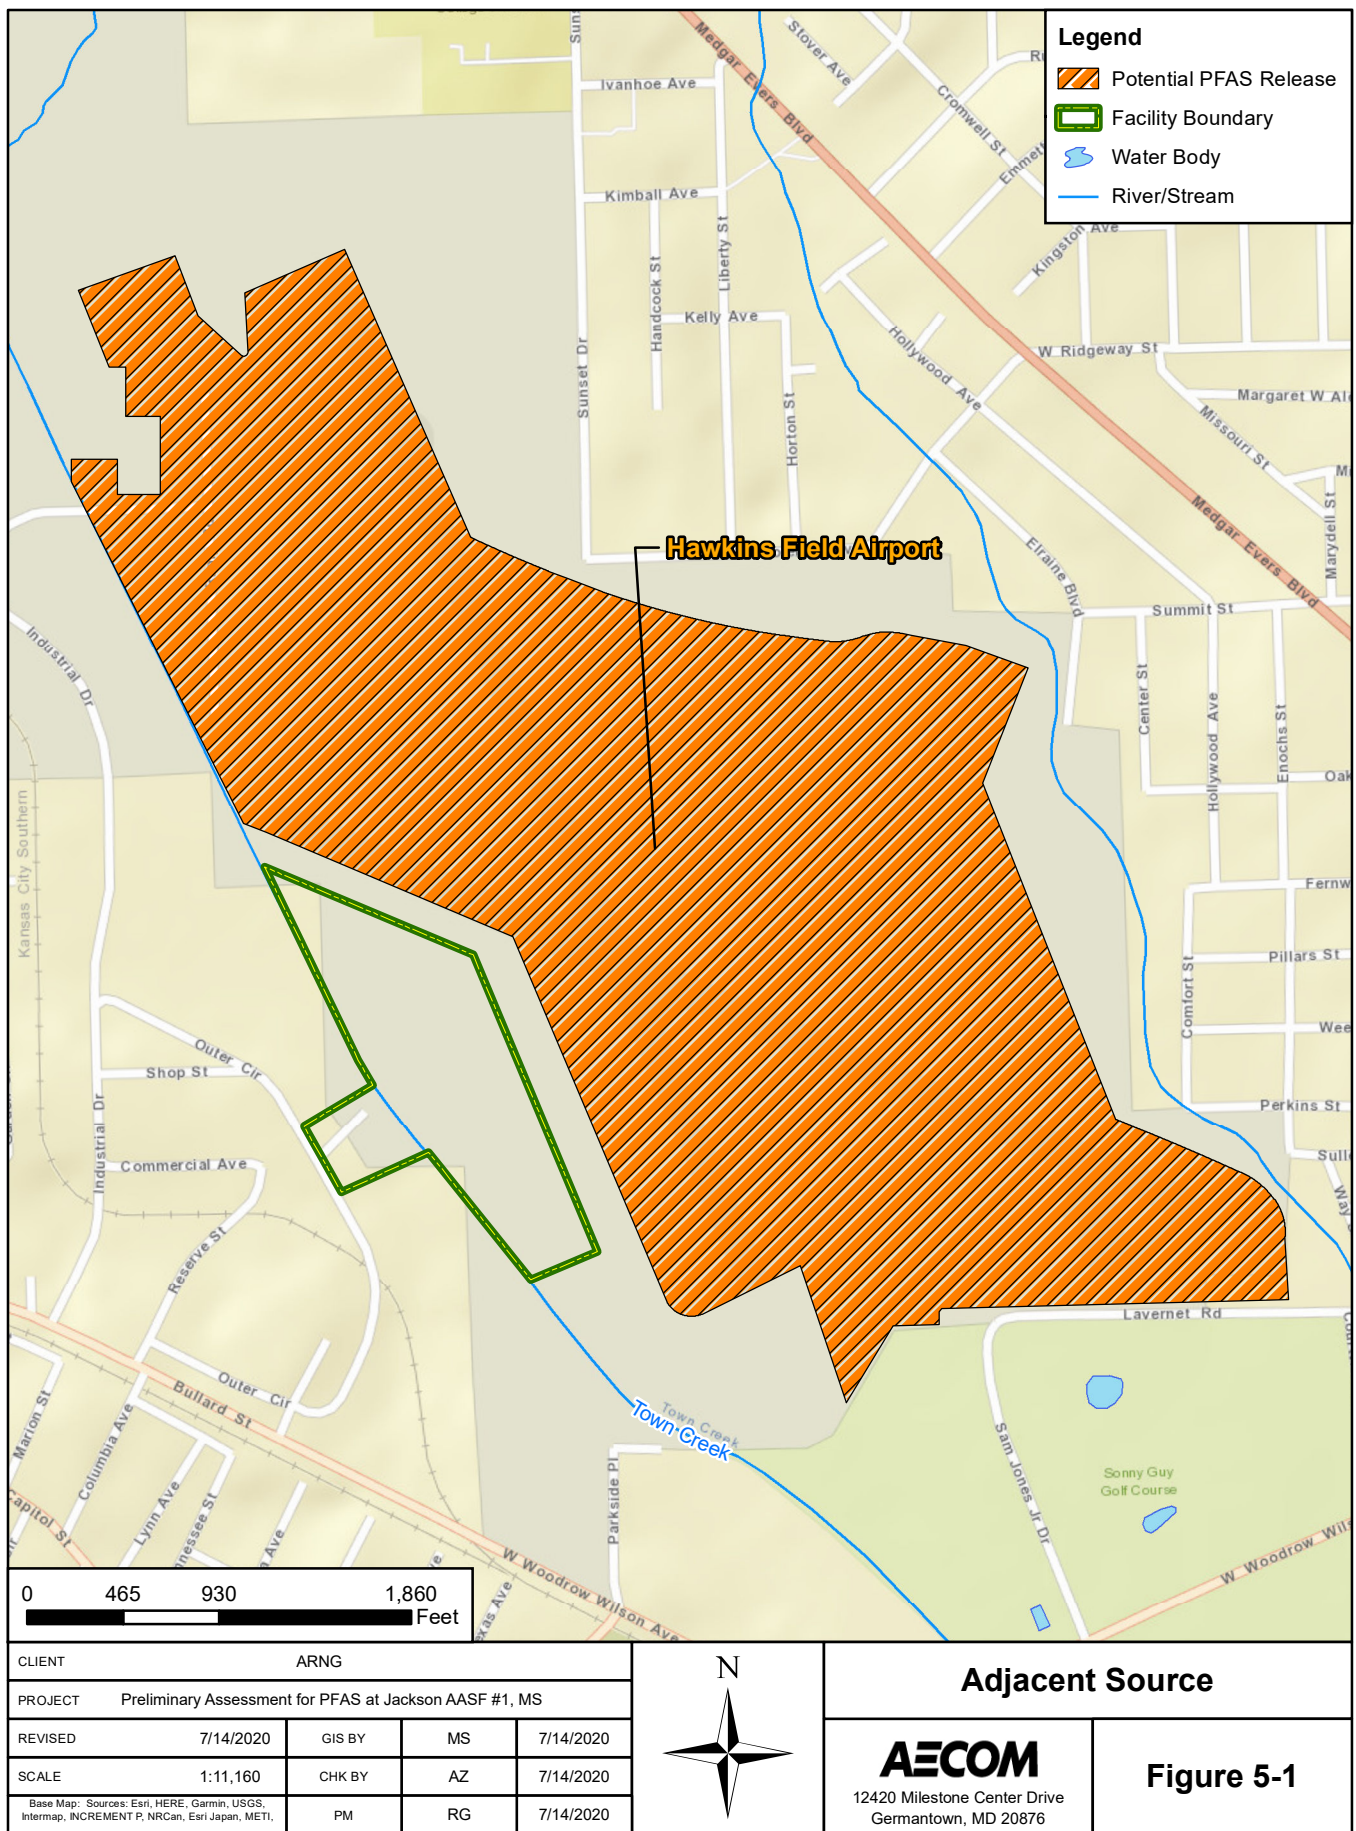 Legend
Potential PFAS Release
Facility Boundary
Water Body
River/Stream
Medgar Evers Blvd
Stover Ave
Cromwell St
Ivanhoe Ave
Kimball Ave
Kingston Ave
Liberty St
Handcock St
Kelly Ave
Sunset Dr
Horton St
Hollywood Ave
W Ridgeway St
Missouri St
Marydell St
Medgar Evers Blvd
Elraine Blvd
Hawkins Field Airport
Summit St
Industrial Dr
Center St
Hollywood Ave
Enochs St
Kansas City Southern
Comfort St
Pillars St
Outer Cir
Shop St
Industrial Dr
Perkins St
Commercial Ave
Reserve St
Lavernet Rd
Outer Cir
Bullard St
Marion St
Columbia Ave
Town Creek
Town Creek
Sam Jones Jr Dr
Sonny Guy
Golf Course
Lynn Ave
Capitol St
Parkside Pl
W Woodrow Wilson Ave
W Woodrow Wils
0 465 930 1,860
Feet
CLIENT ARNG
PROJECT Preliminary Assessment for PFAS at Jackson AASF #1, MS
REVISED 7/14/2020 GIS BY MS 7/14/2020
SCALE 1:11,160 CHK BY AZ 7/14/2020
Base Map: Sources: Esri, HERE, Garmin, USGS,
Intermap, INCREMENT P, NRCan, Esri Japan, METI,
PM RG 7/14/2020
N
Adjacent Source
AECOM
12420 Milestone Center Drive
Germantown, MD 20876
Figure 5-1